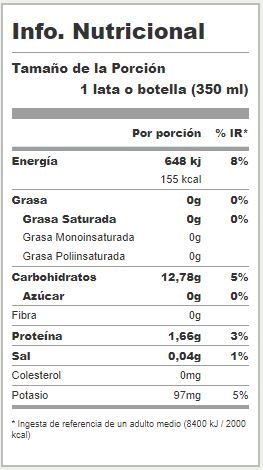 Info. Nutricional
Tamaño de la Porción
1 lata o botella (350 ml)
Por porción % IR*
Energía 648 kj 8%
155 kcal
Grasa 0g 0%
Grasa Saturada 0g 0%
Grasa Monoinsaturada 0g
Grasa Poliinsaturada 0g
Carbohidratos 12,78g 5%
Azúcar 0g 0%
Fibra 0g
Proteína 1,66g 3%
Sal 0,04g 1%
Colesterol 0mg
Potasio 97mg 5%
* Ingesta de referencia de un adulto medio (8400 kJ / 2000
kcal)